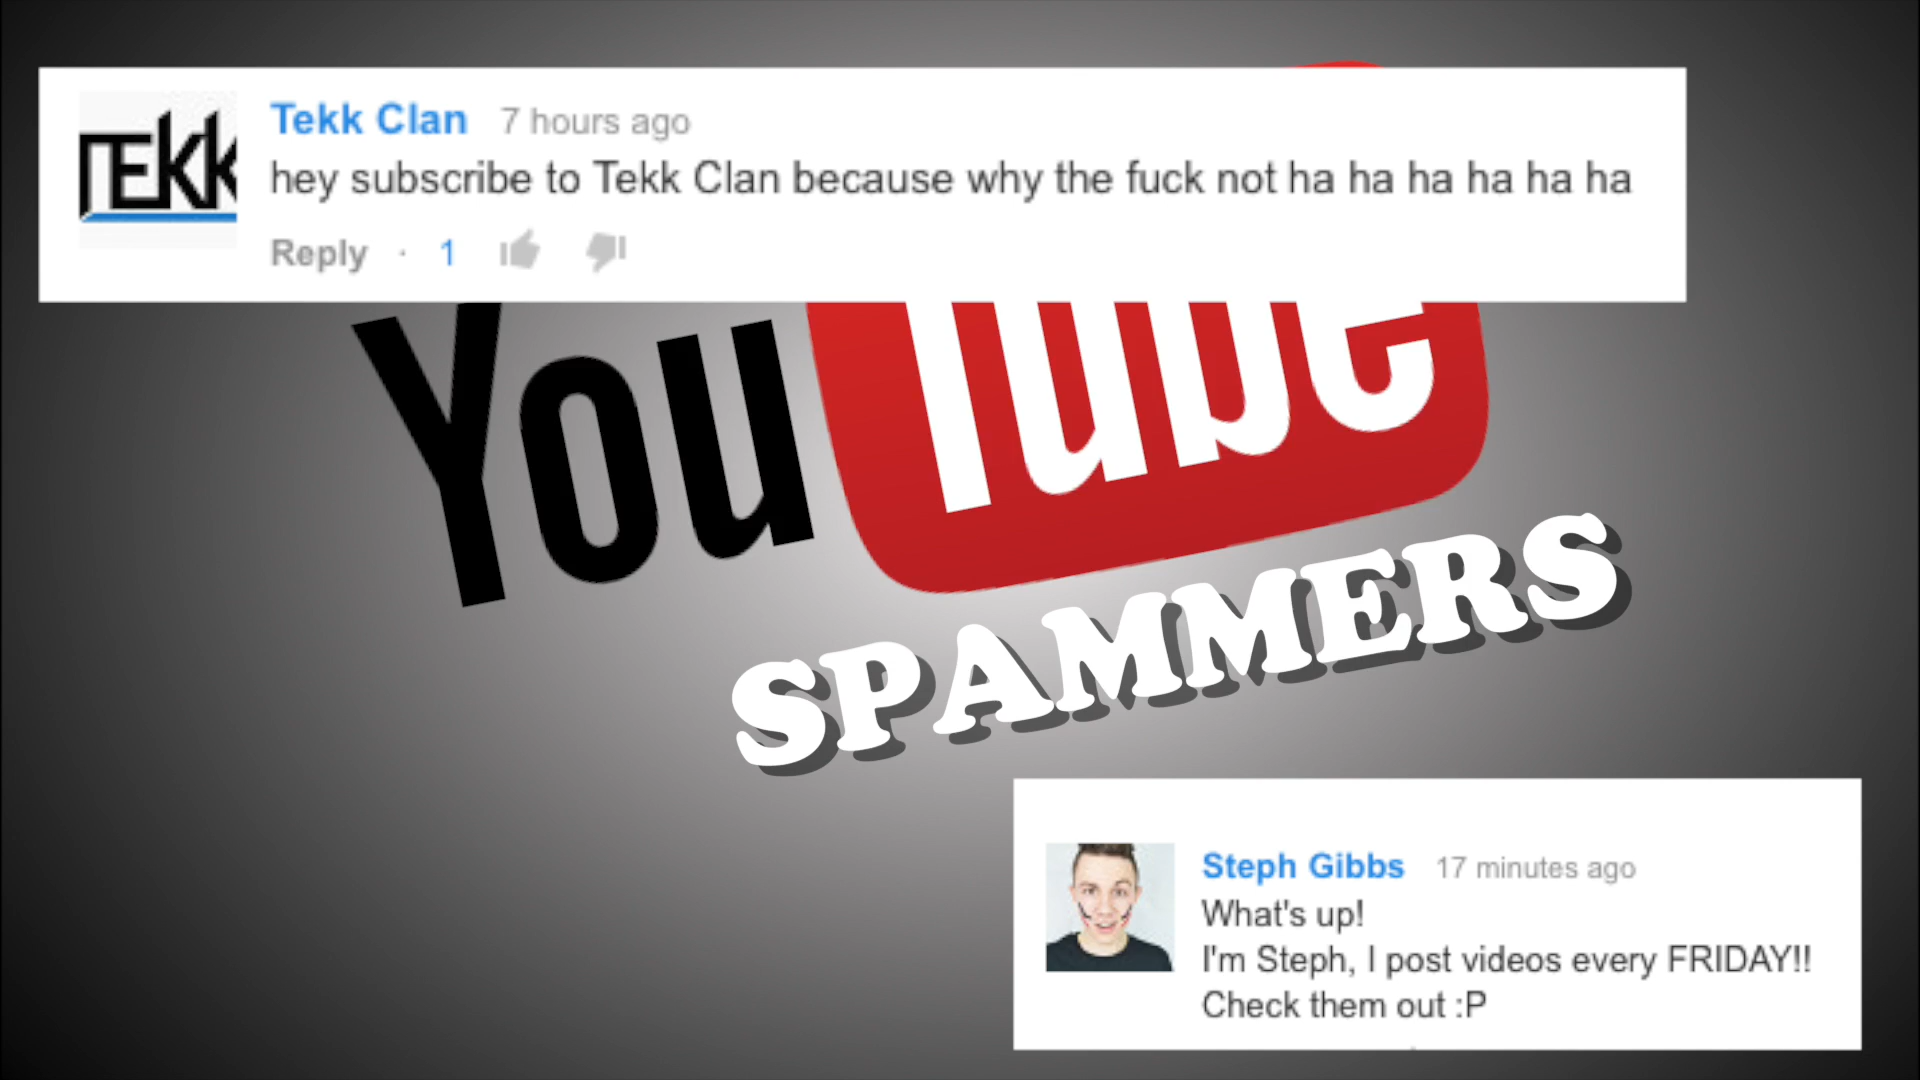 TEKK
Tekk Clan 7 hours ago
hey subscribe to Tekk Clan because why the fuck not ha ha ha ha ha ha
Reply · 1
YouTube
SPAMMERS
Steph Gibbs 17 minutes ago
What's up!
I'm Steph, I post videos every FRIDAY!!
Check them out :P